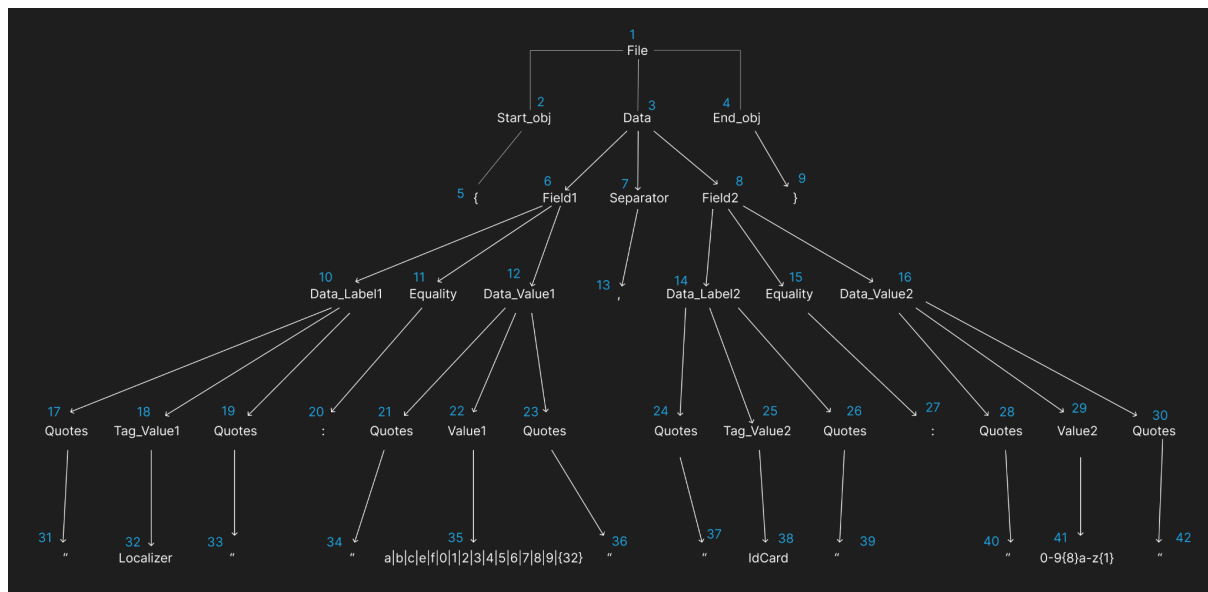 1
File
2 3 4
Start_obj Data End_obj
5 { 6 7 8 9 }
Field1 Separator Field2
10 11 12 13 , 14 15 16
Data_Label1 Equality Data_Value1 Data_Label2 Equality Data_Value2
17 18 19 20 21 22 23 24 25 26 27 28 29 30
Quotes Tag_Value1 Quotes : Quotes Value1 Quotes Quotes Tag_Value2 Quotes : Quotes Value2 Quotes
31 32 33 34 35 36 37 38 39 40 41 42
“ Localizer “ “ a|b|c|e|f|0|1|2|3|4|5|6|7|8|9|{32} “ “ IdCard “ “ 0-9{8}a-z{1} “